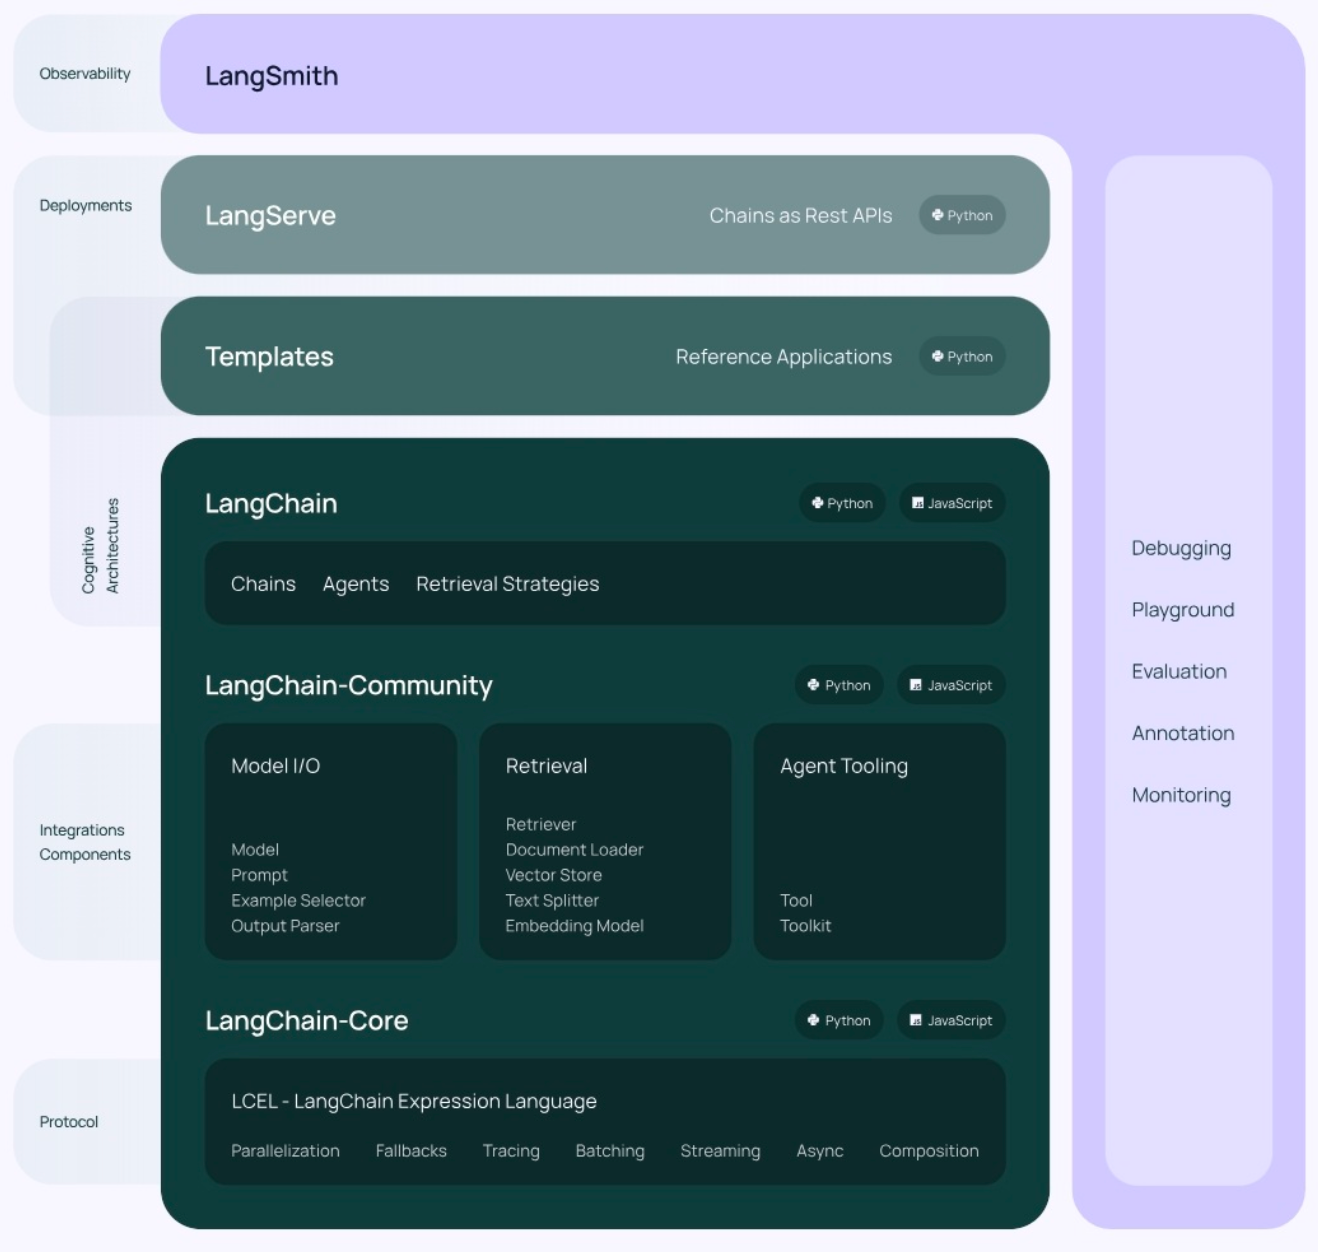 Observability
LangSmith
Deployments
LangServe
Chains as Rest APIs
Python
Templates
Reference Applications
Python
Cognitive
Architectures
LangChain
Python
JavaScript
Chains Agents Retrieval Strategies
LangChain-Community
Python
JavaScript
Integrations
Components
Model I/O
Model
Prompt
Example Selector
Output Parser
Retrieval
Retriever
Document Loader
Vector Store
Text Splitter
Embedding Model
Agent Tooling
Tool
Toolkit
LangChain-Core
Python
JavaScript
Protocol
LCEL - LangChain Expression Language
Parallelization Fallbacks Tracing Batching Streaming Async Composition
Debugging
Playground
Evaluation
Annotation
Monitoring